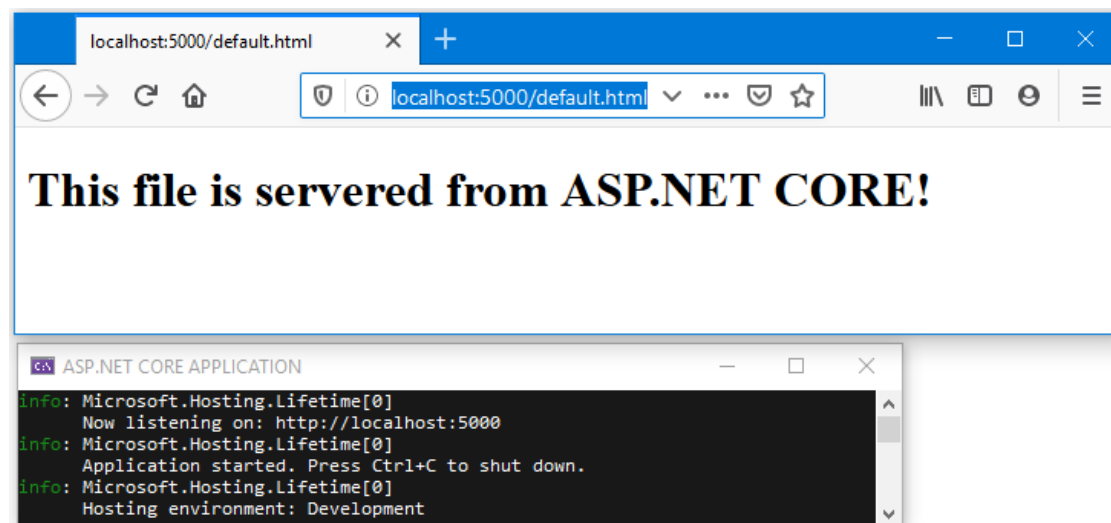 localhost:5000/default.html
localhost:5000/default.html
This file is servered from ASP.NET CORE!
C:\ ASP.NET CORE APPLICATION
info: Microsoft.Hosting.Lifetime[0]
Now listening on: http://localhost:5000
info: Microsoft.Hosting.Lifetime[0]
Application started. Press Ctrl+C to shut down.
info: Microsoft.Hosting.Lifetime[0]
Hosting environment: Development